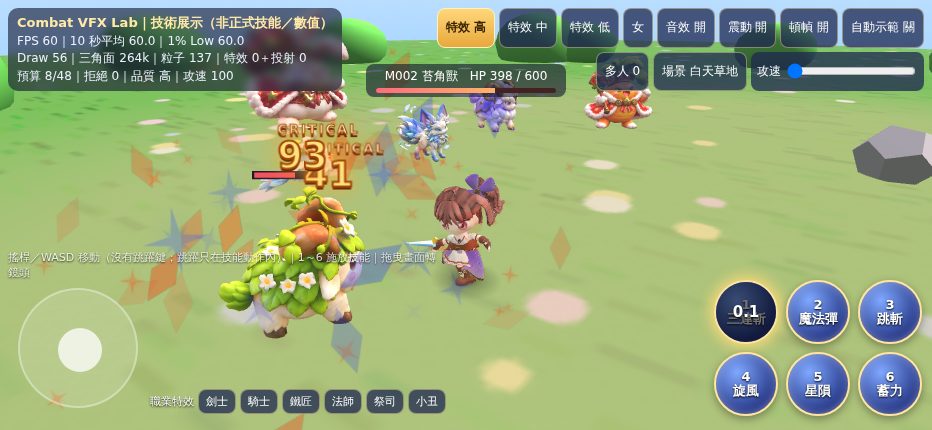 Combat VFX Lab｜技術展示（非正式技能／數值）
FPS 60｜10 秒平均 60.0｜1% Low 60.0
Draw 56｜三角面 264k｜粒子 137｜特效 0＋投射 0
預算 8/48｜拒絕 0｜品質 高｜攻速 100
特效 高
特效 中
特效 低
女
音效 開
震動 開
頓幀 開
自動示範 關
M002 苔角獸 HP 398 / 600
多人 0
場景 白天草地
攻速
CRITICAL
93
41
搖桿／WASD 移動（沒有跳躍鍵，跳躍只在技能動作內）｜1～6 施放技能｜拖曳畫面轉
鏡頭
1
0.1
三連斬
2
魔法彈
3
跳斬
4
旋風
5
星隕
6
蓄力
職業特效
劍士
騎士
鐵匠
法師
祭司
小丑